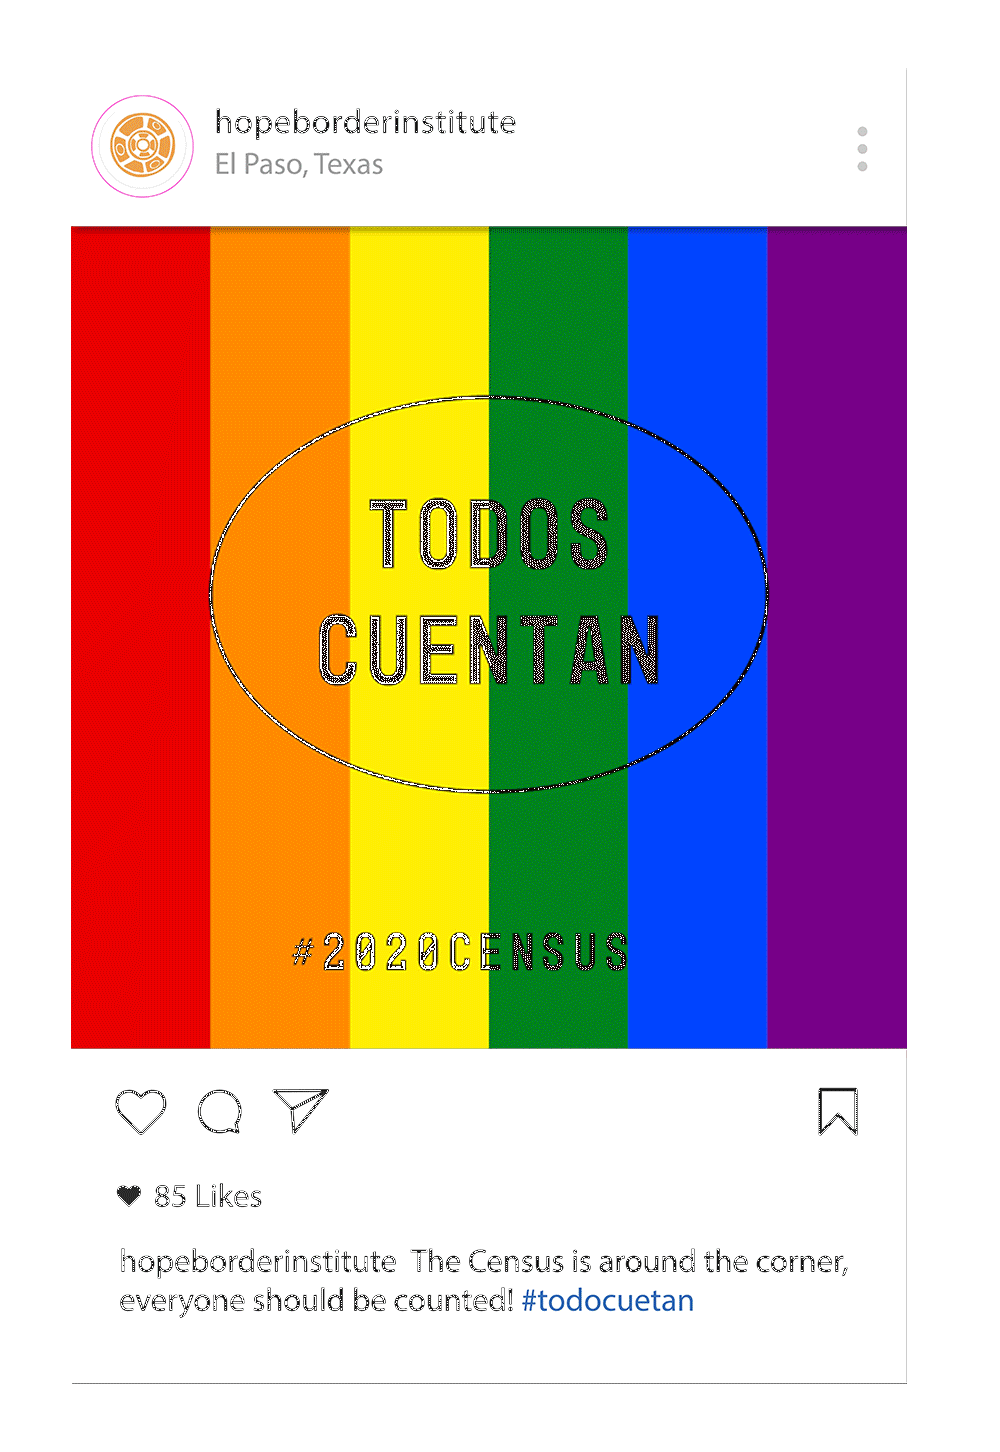 hopeborderinstitute
El Paso, Texas
TODOS
CUENTAN
#2020CENSUS
85 Likes
hopeborderinstitute The Census is around the corner,
everyone should be counted! #todocuetan